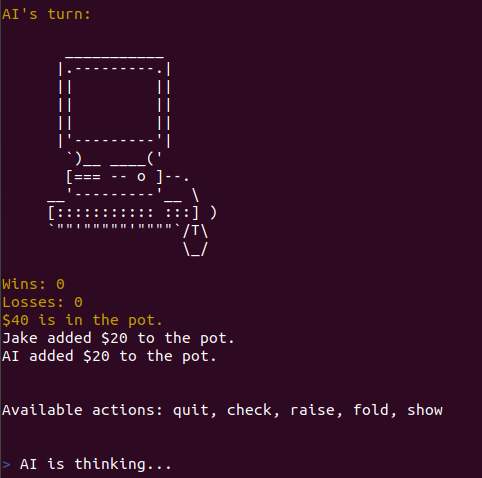 AI's turn:
Wins: 0
Losses: 0
$40 is in the pot.
Jake added $20 to the pot.
AI added $20 to the pot.
Available actions: quit, check, raise, fold, show
> AI is thinking...